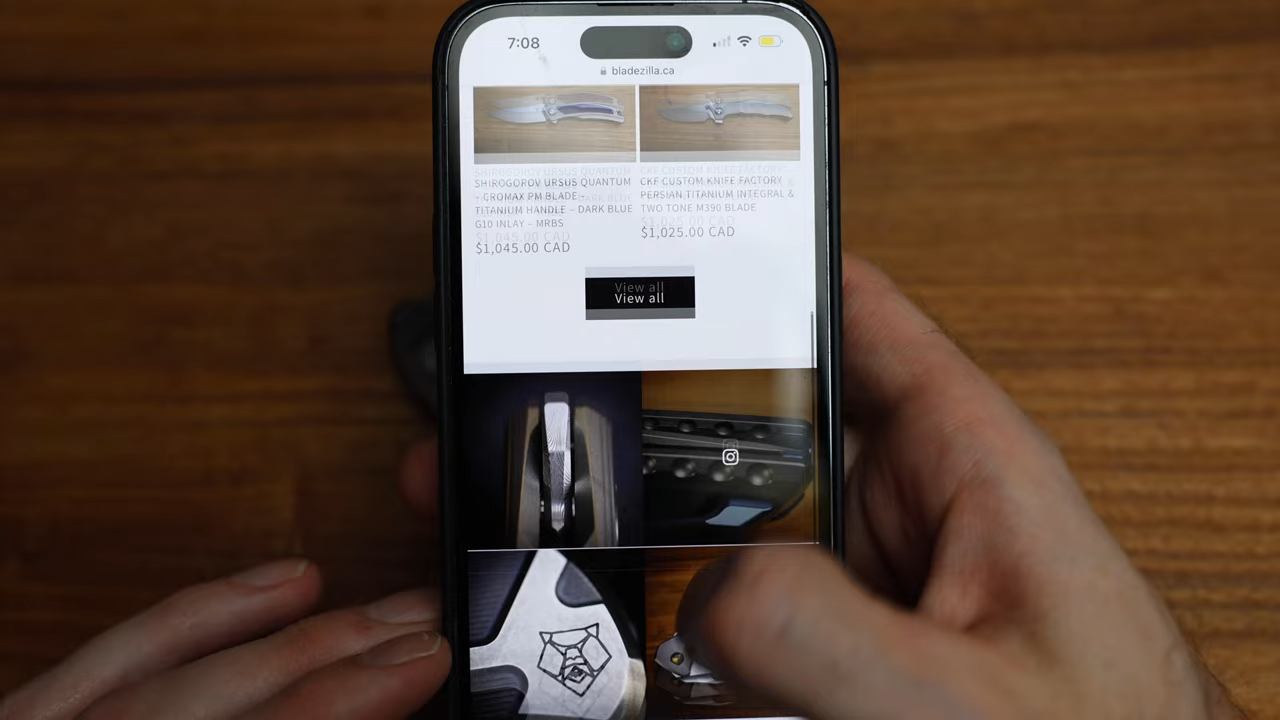 7:08
bladezilla.ca
SHIROGOROV URSUS QUANTUM
- CROMAX PM BLADE -
TITANIUM HANDLE – DARK BLUE
G10 INLAY – MRBS
$1,045.00 CAD
CKF CUSTOM KNIFE FACTORY
PERSIAN TITANIUM INTEGRAL &
TWO TONE M390 BLADE
$1,025.00 CAD
View all